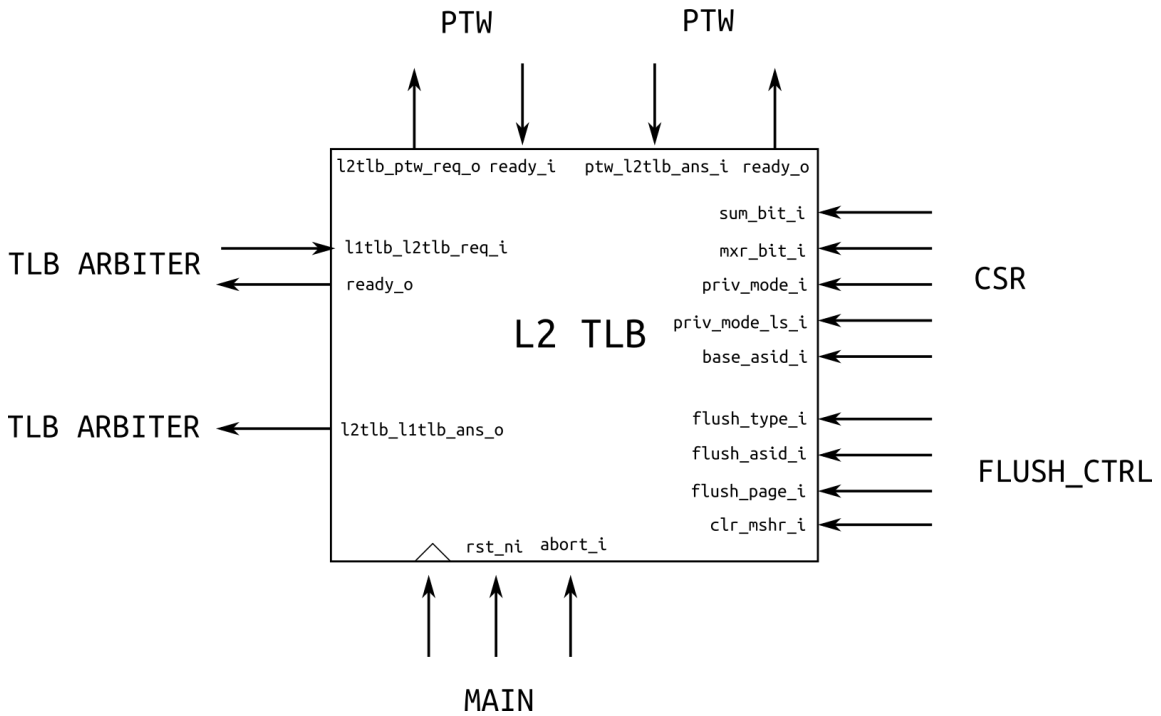 PTW PTW
l2tlb_ptw_req_o ready_i ptw_l2tlb_ans_i ready_o
sum_bit_i
TLB ARBITER
l1tlb_l2tlb_req_i
ready_o
mxr_bit_i
priv_mode_i
CSR
L2 TLB
priv_mode_ls_i
base_asid_i
TLB ARBITER
l2tlb_l1tlb_ans_o
flush_type_i
flush_asid_i
flush_page_i
clr_mshr_i
FLUSH_CTRL
rst_ni abort_i
MAIN